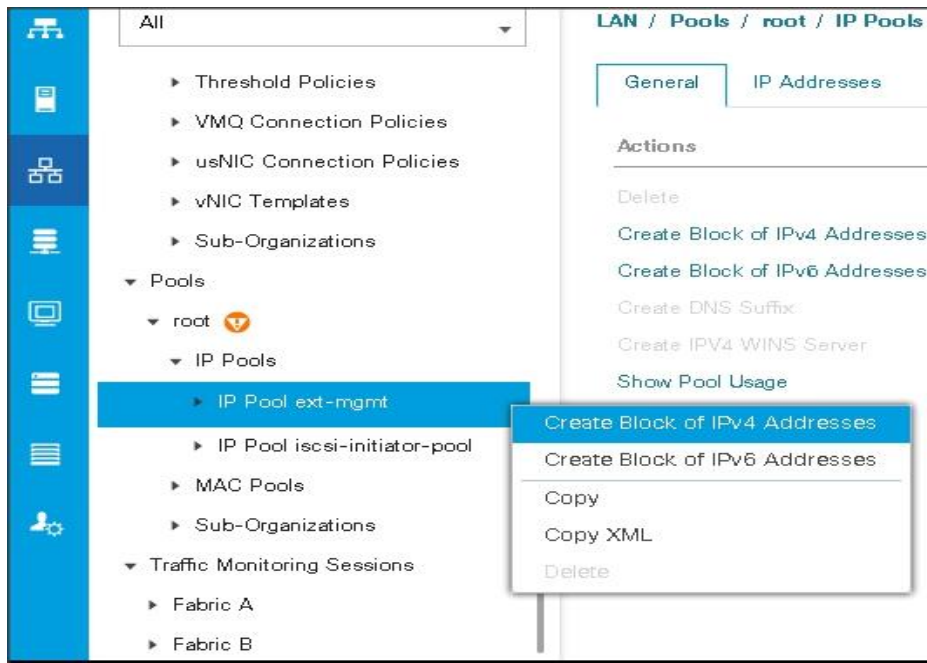 All
Threshold Policies
VMQ Connection Policies
usNIC Connection Policies
vNIC Templates
Sub-Organizations
Pools
root
IP Pools
IP Pool ext-mgmt
IP Pool iscsi-initiator-pool
MAC Pools
Sub-Organizations
Traffic Monitoring Sessions
Fabric A
Fabric B
LAN / Pools / root / IP Pools
General IP Addresses
Actions
Delete
Create Block of IPv4 Addresses
Create Block of IPv6 Addresses
Create DNS Suffix
Create IPV4 WINS Server
Show Pool Usage
Create Block of IPv4 Addresses
Create Block of IPv6 Addresses
Copy
Copy XML
Delete